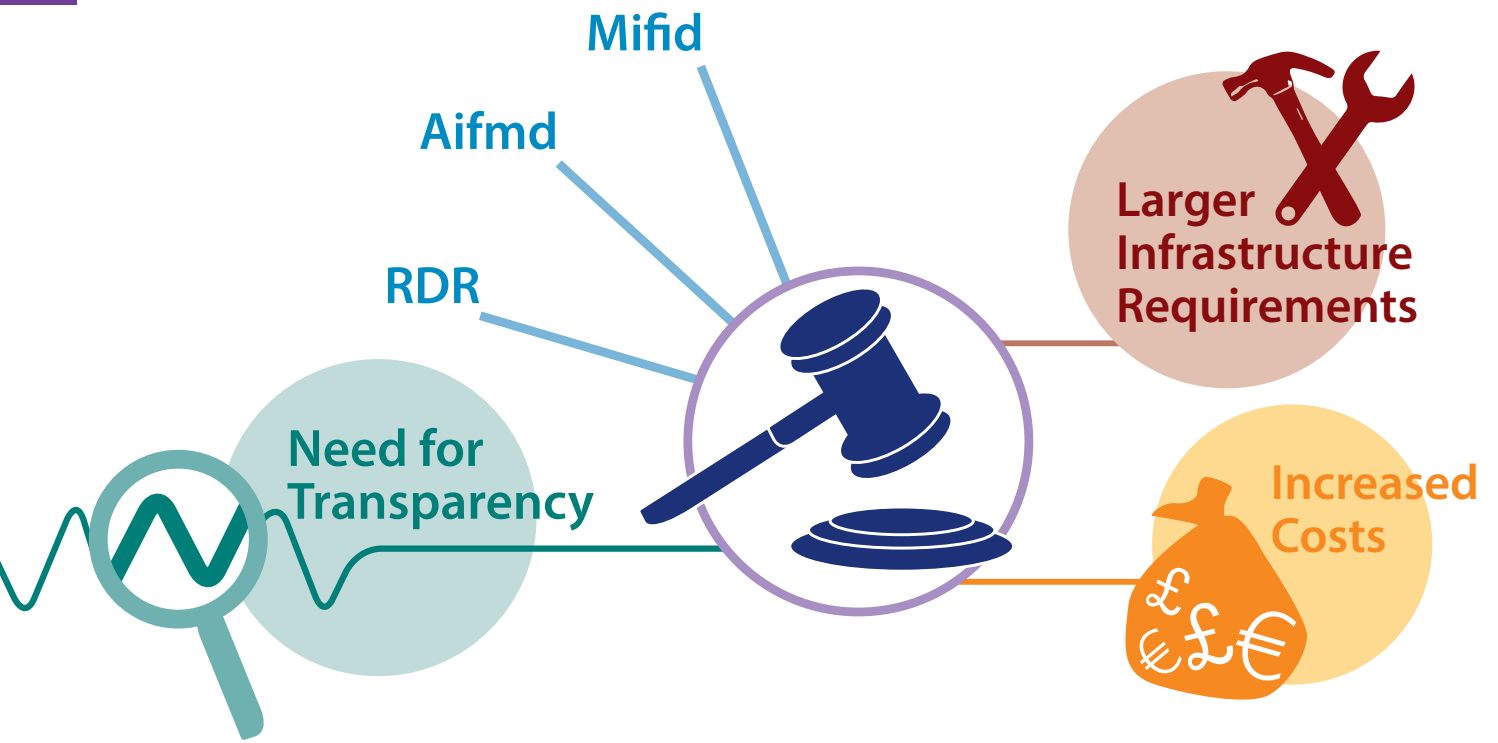 Mifid
Aifmd
RDR
Need for
Transparency
Larger
Infrastructure
Requirements
Increased
Costs
£
€ £ €